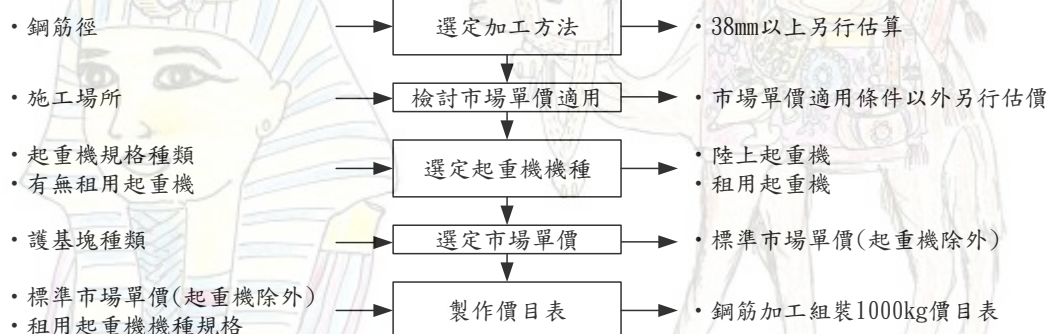 ・鋼筋徑
選定加工方法
・38mm以上另行估算
・施工場所
檢討市場單價適用
・市場單價適用條件以外另行估價
・起重機規格種類
・有無租用起重機
選定起重機機種
・陸上起重機
・租用起重機
・護基塊種類
選定市場單價
・標準市場單價(起重機除外)
・標準市場單價(起重機除外)
・租用起重機機種規格
製作價目表
・鋼筋加工組裝1000kg價目表